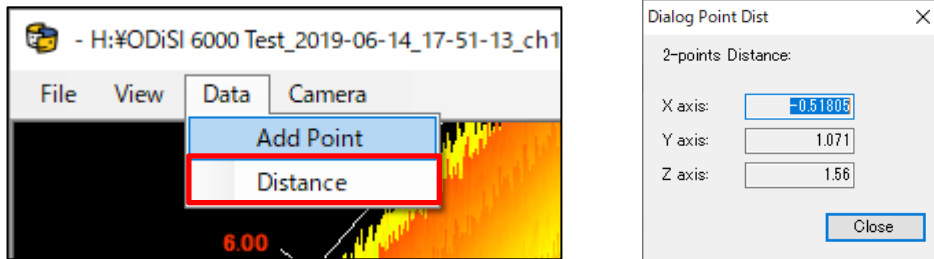 - H:¥ODiSI 6000 Test_2019-06-14_17-51-13_ch1
File View Data Camera
Add Point
Distance
6.00
Dialog Point Dist
2-points Distance:
X axis: -0.51805
Y axis: 1.071
Z axis: 1.56
Close